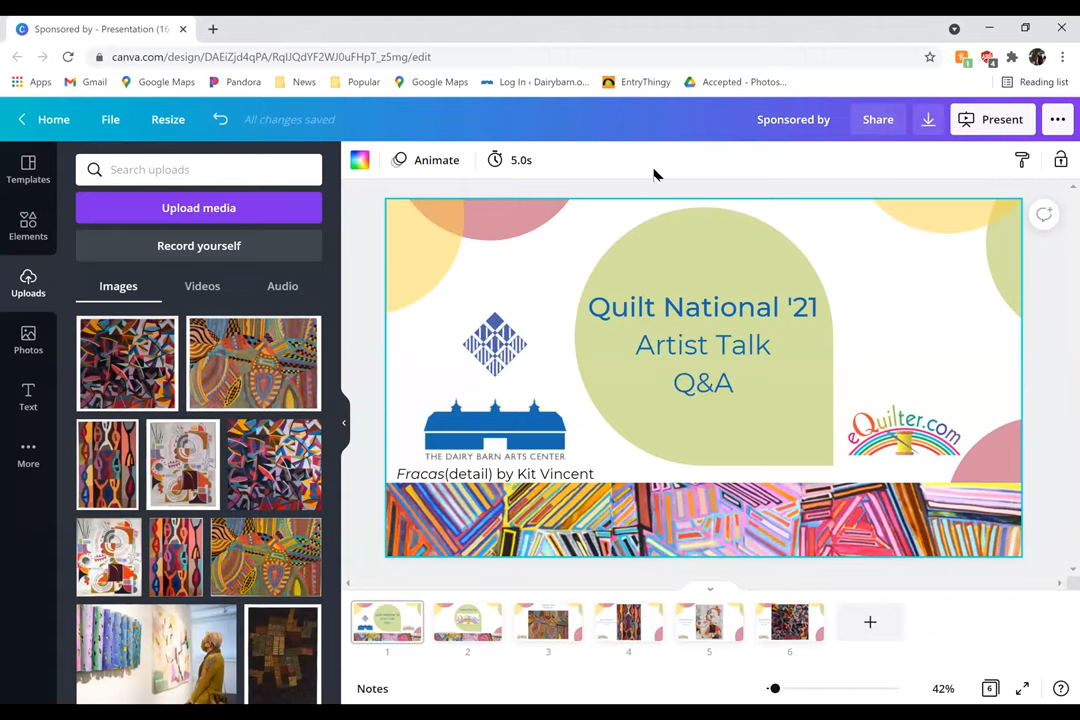 Sponsored by - Presentation (16
canva.com/design/DAEiZjd4qPA/RqIJQdYF2WJ0uFHpT_z5mg/edit
Apps
Gmail
Google Maps
Pandora
News
Popular
Google Maps
Log In ‹ Dairybarn.o...
EntryThingy
Accepted - Photos...
Reading list
Home
File
Resize
All changes saved
Sponsored by
Share
Present
Templates
Elements
Uploads
Photos
Text
More
Search uploads
Upload media
Record yourself
Images
Videos
Audio
Animate
5.0s
Quilt National '21
Artist Talk
Q&A
THE DAIRY BARN ARTS CENTER
eQuilter.com
Fracas(detail) by Kit Vincent
1
2
3
4
5
6
Notes
42%
6